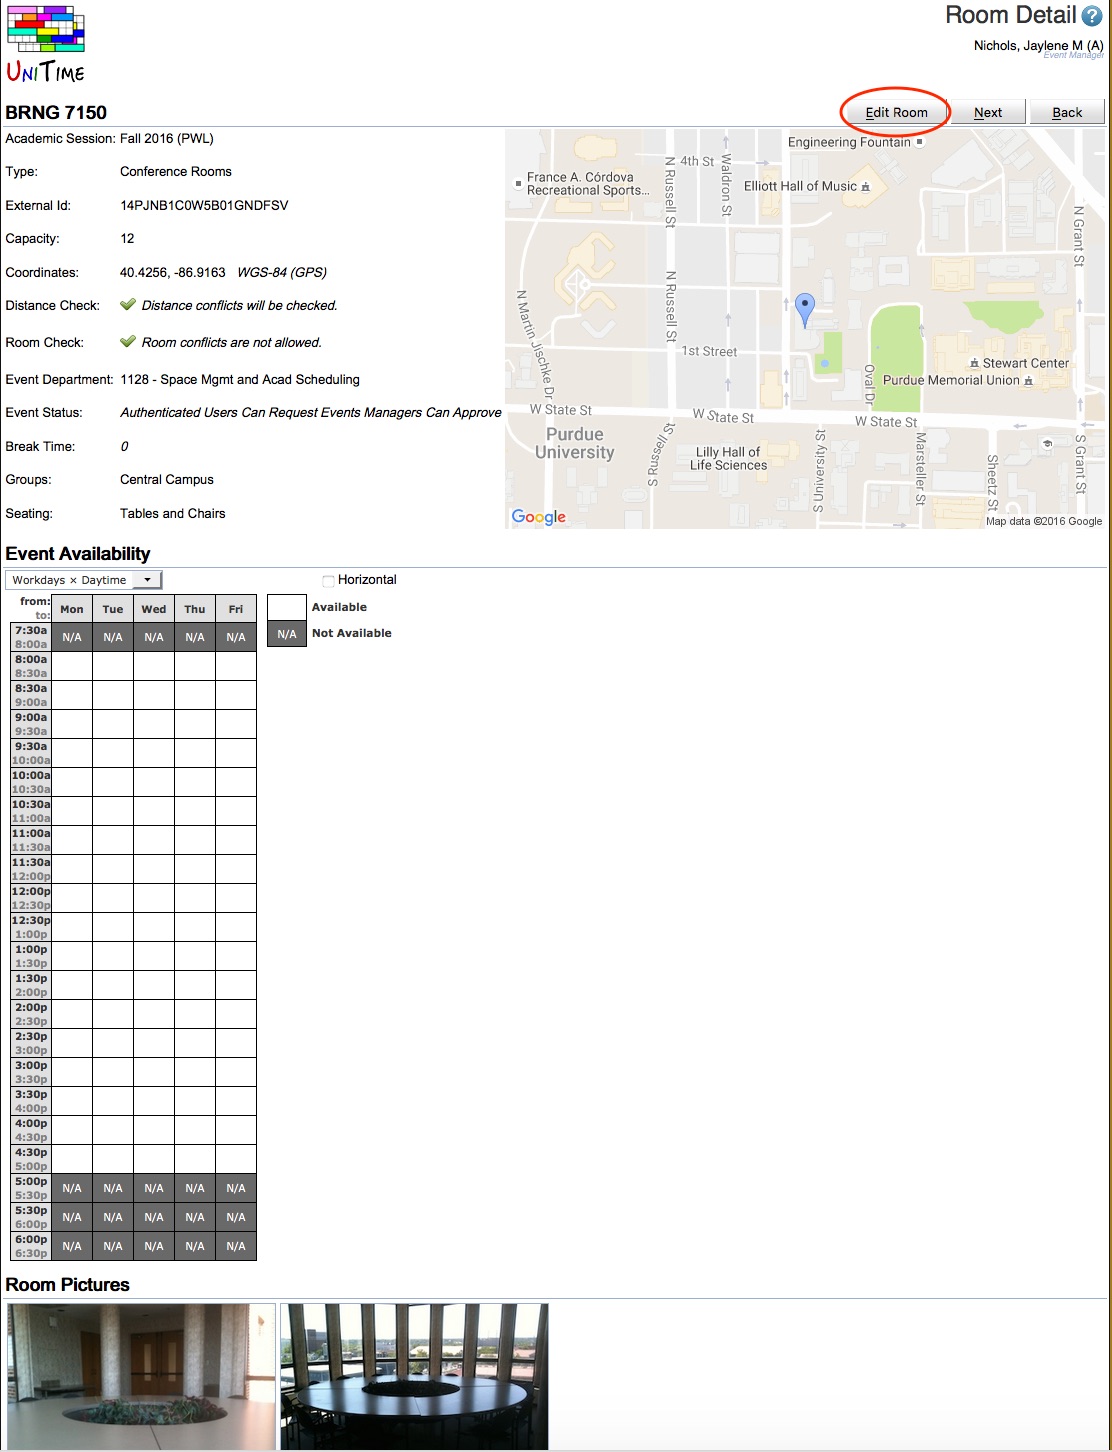 Room Detail ?
UNITIME
Nichols, Jaylene M (A)
Event Manager
BRNG 7150
Edit Room Next Back
Academic Session: Fall 2016 (PWL)
Type: Conference Rooms
External Id: 14PJNB1C0W5B01GNDFSV
Capacity: 12
Coordinates: 40.4256, -86.9163 WGS-84 (GPS)
Distance Check: Distance conflicts will be checked.
Room Check: Room conflicts are not allowed.
Event Department: 1128 - Space Mgmt and Acad Scheduling
Event Status: Authenticated Users Can Request Events Managers Can Approve
Break Time: 0
Groups: Central Campus
Seating: Tables and Chairs
Engineering Fountain
4th St
Waldron St
N Russell St
France A. Córdova
Recreational Sports...
Elliott Hall of Music
N Grant St
N Russell St
N Martin Jischke Dr
1st Street
Stewart Center
Oval Dr
Purdue Memorial Union
W State St
W State St
W State St
Purdue
University
S Russell St
Lilly Hall of
Life Sciences
S University St
Marsteller St
Sheetz St
S Grant St
Google
Map data ©2016 Google
Event Availability
Workdays × Daytime
Horizontal
from: Mon Tue Wed Thu Fri
to:
Available
N/A Not Available
7:30a N/A N/A N/A N/A N/A
8:00a
8:00a
8:30a
8:30a
9:00a
9:00a
9:30a
9:30a
10:00a
10:00a
10:30a
10:30a
11:00a
11:00a
11:30a
11:30a
12:00p
12:00p
12:30p
12:30p
1:00p
1:00p
1:30p
1:30p
2:00p
2:00p
2:30p
2:30p
3:00p
3:00p
3:30p
3:30p
4:00p
4:00p
4:30p
4:30p
5:00p
5:00p N/A N/A N/A N/A N/A
5:30p
5:30p N/A N/A N/A N/A N/A
6:00p
6:00p N/A N/A N/A N/A N/A
6:30p
Room Pictures